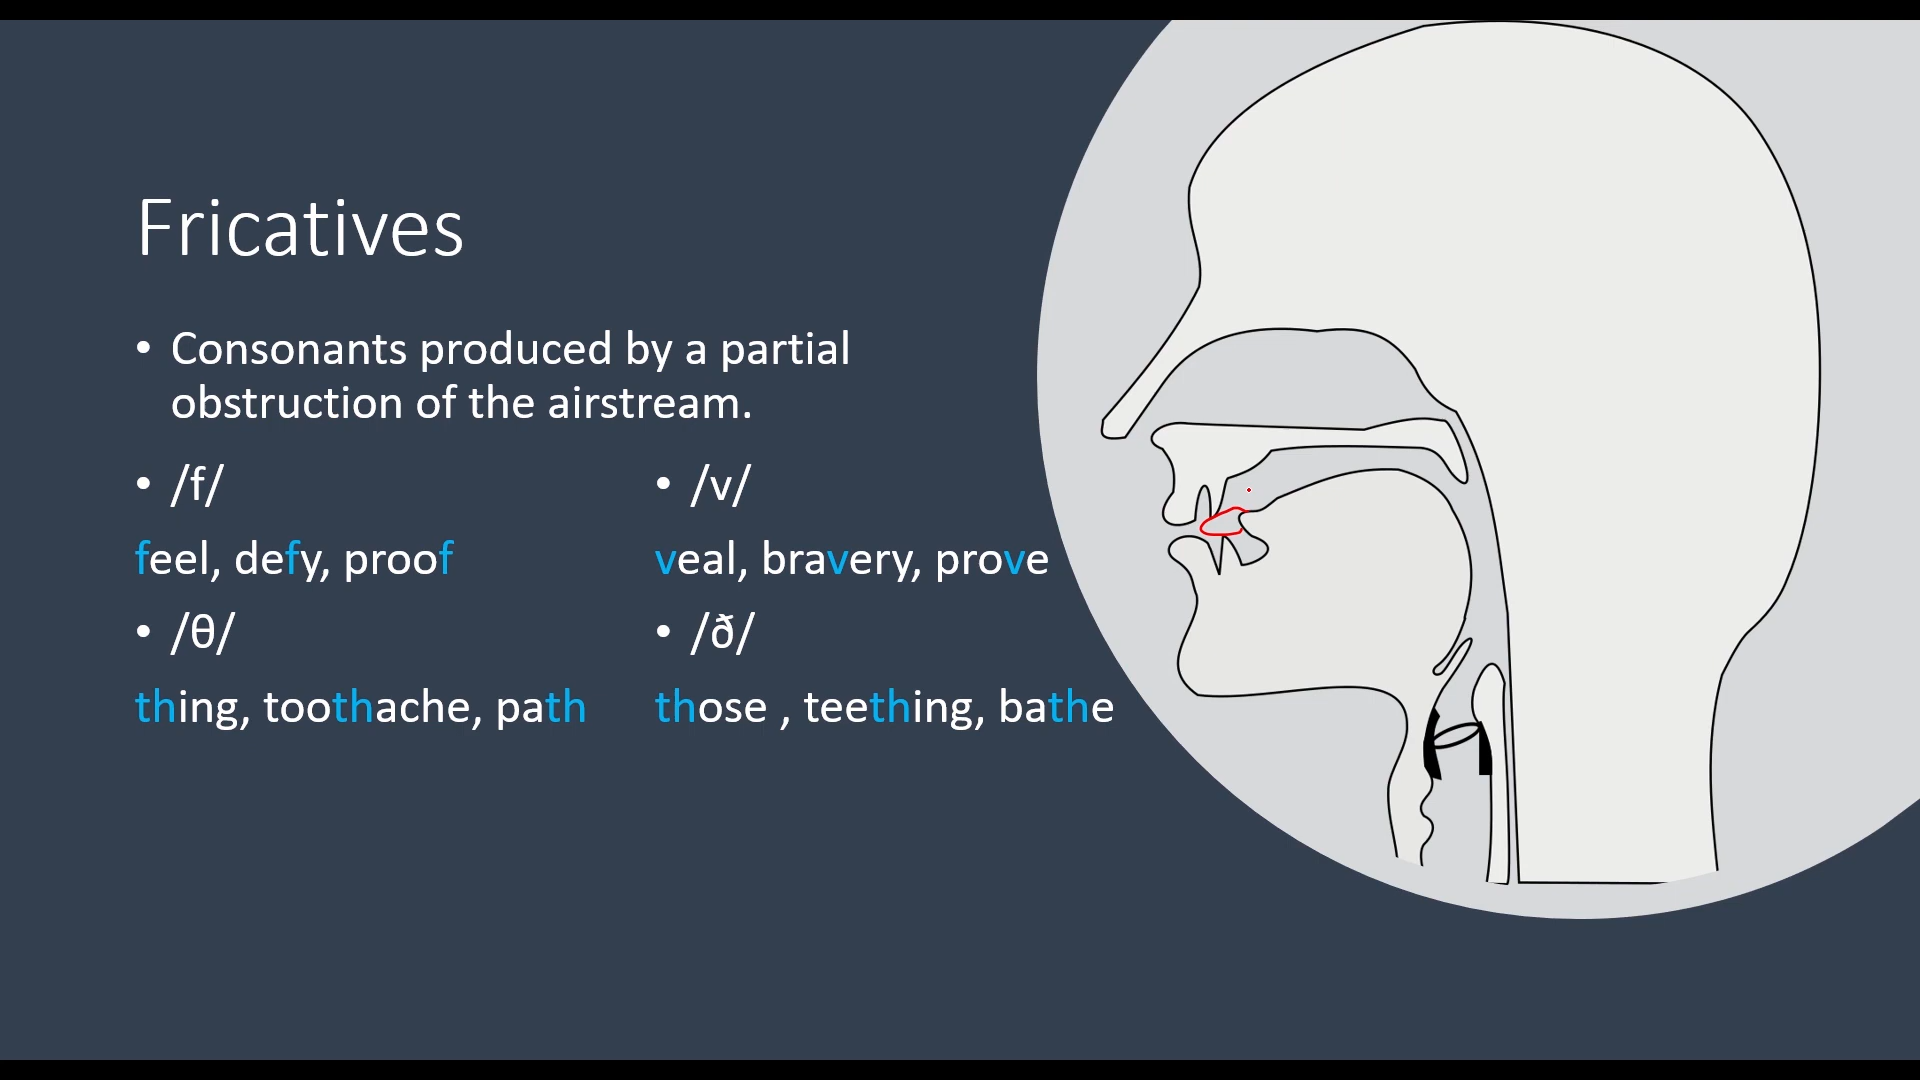 Fricatives
• Consonants produced by a partial
obstruction of the airstream.
• /f/
feel, defy, proof
• /θ/
thing, toothache, path
• /v/
veal, bravery, prove
• /ð/
those , teething, bathe